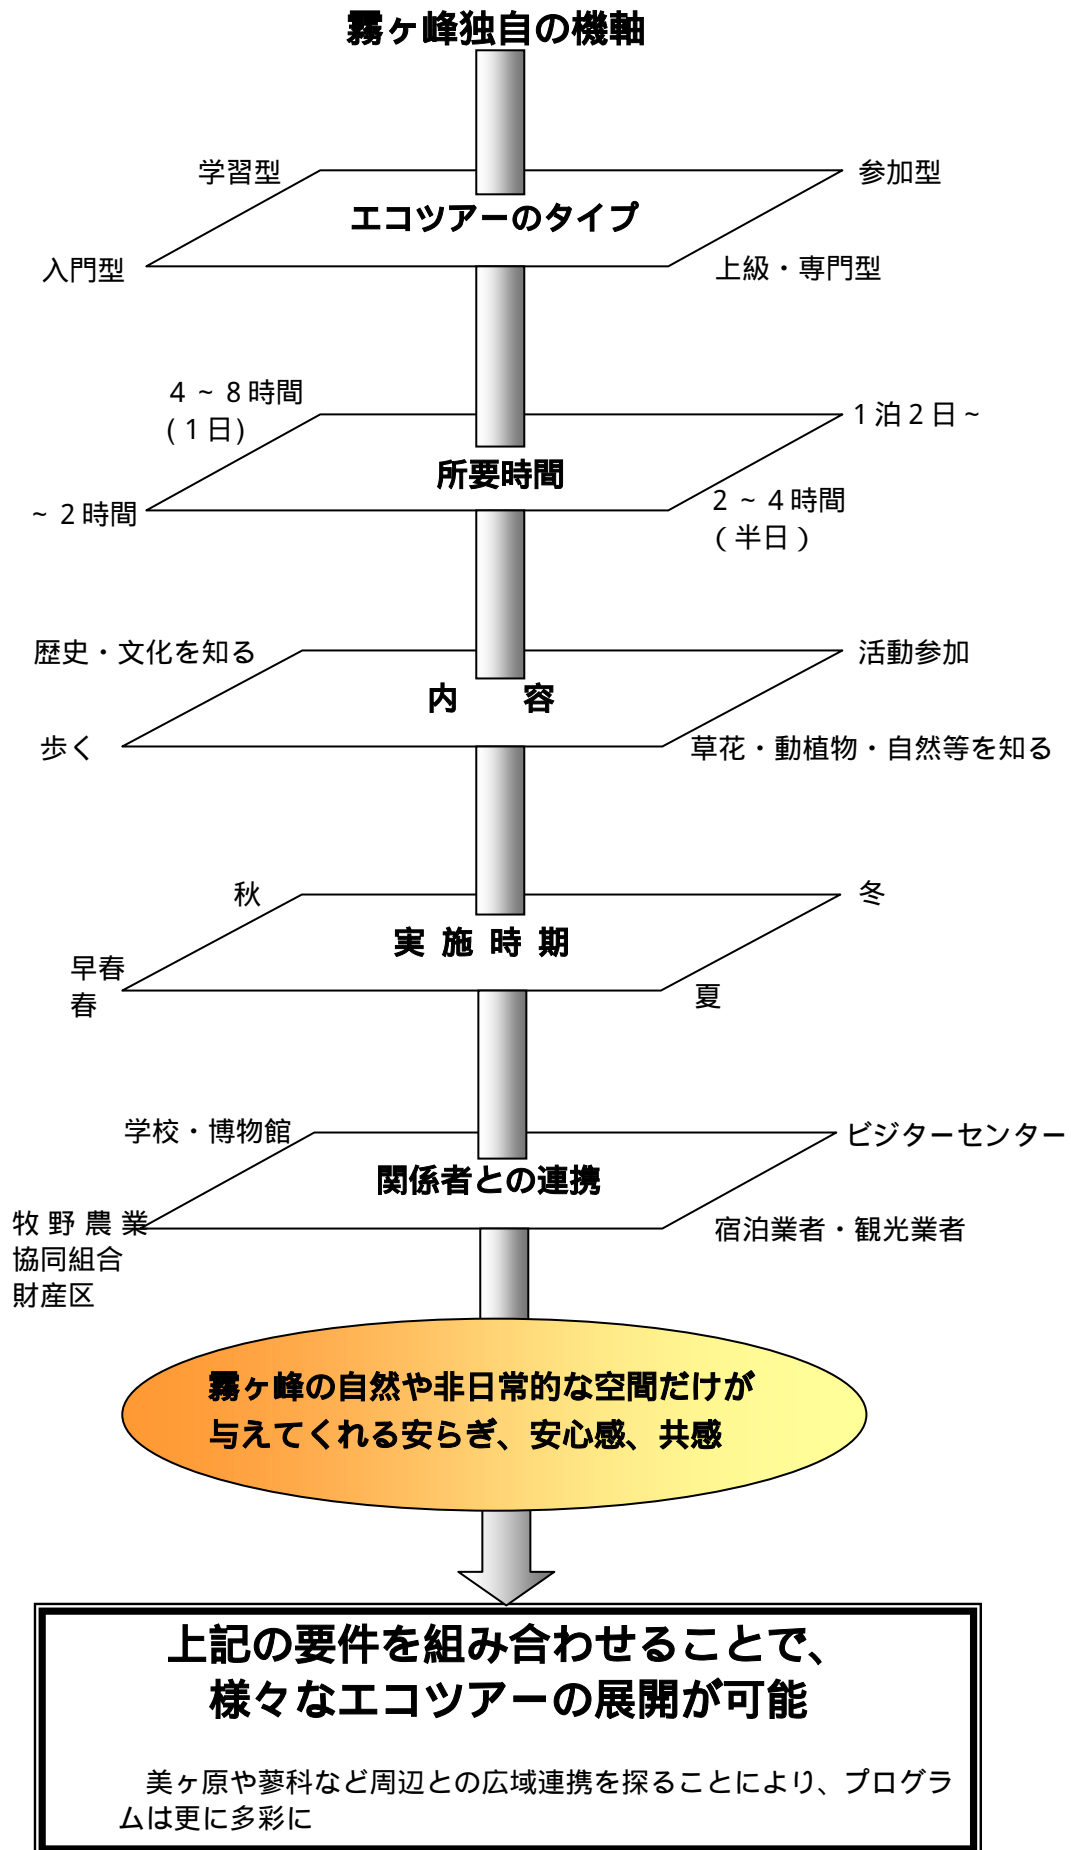 霧ヶ峰独自の機軸
学習型
参加型
エコツアーのタイプ
入門型
上級・専門型
4 ~ 8時間
(1日)
1泊2日~
所要時間
~ 2時間
2 ~ 4時間
(半日)
歴史・文化を知る
活動参加
内 容
歩く
草花・動植物・自然等を知る
秋
冬
実施時期
早春
春
夏
学校・博物館
ビジターセンター
関係者との連携
牧野農業
協同組合
財産区
宿泊業者・観光業者
霧ヶ峰の自然や非日常的な空間だけが
与えてくれる安らぎ、安心感、共感
上記の要件を組み合わせることで、
様々なエコツアーの展開が可能
美ヶ原や蓼科など周辺との広域連携を探ることにより、プログラ
ムは更に多彩に